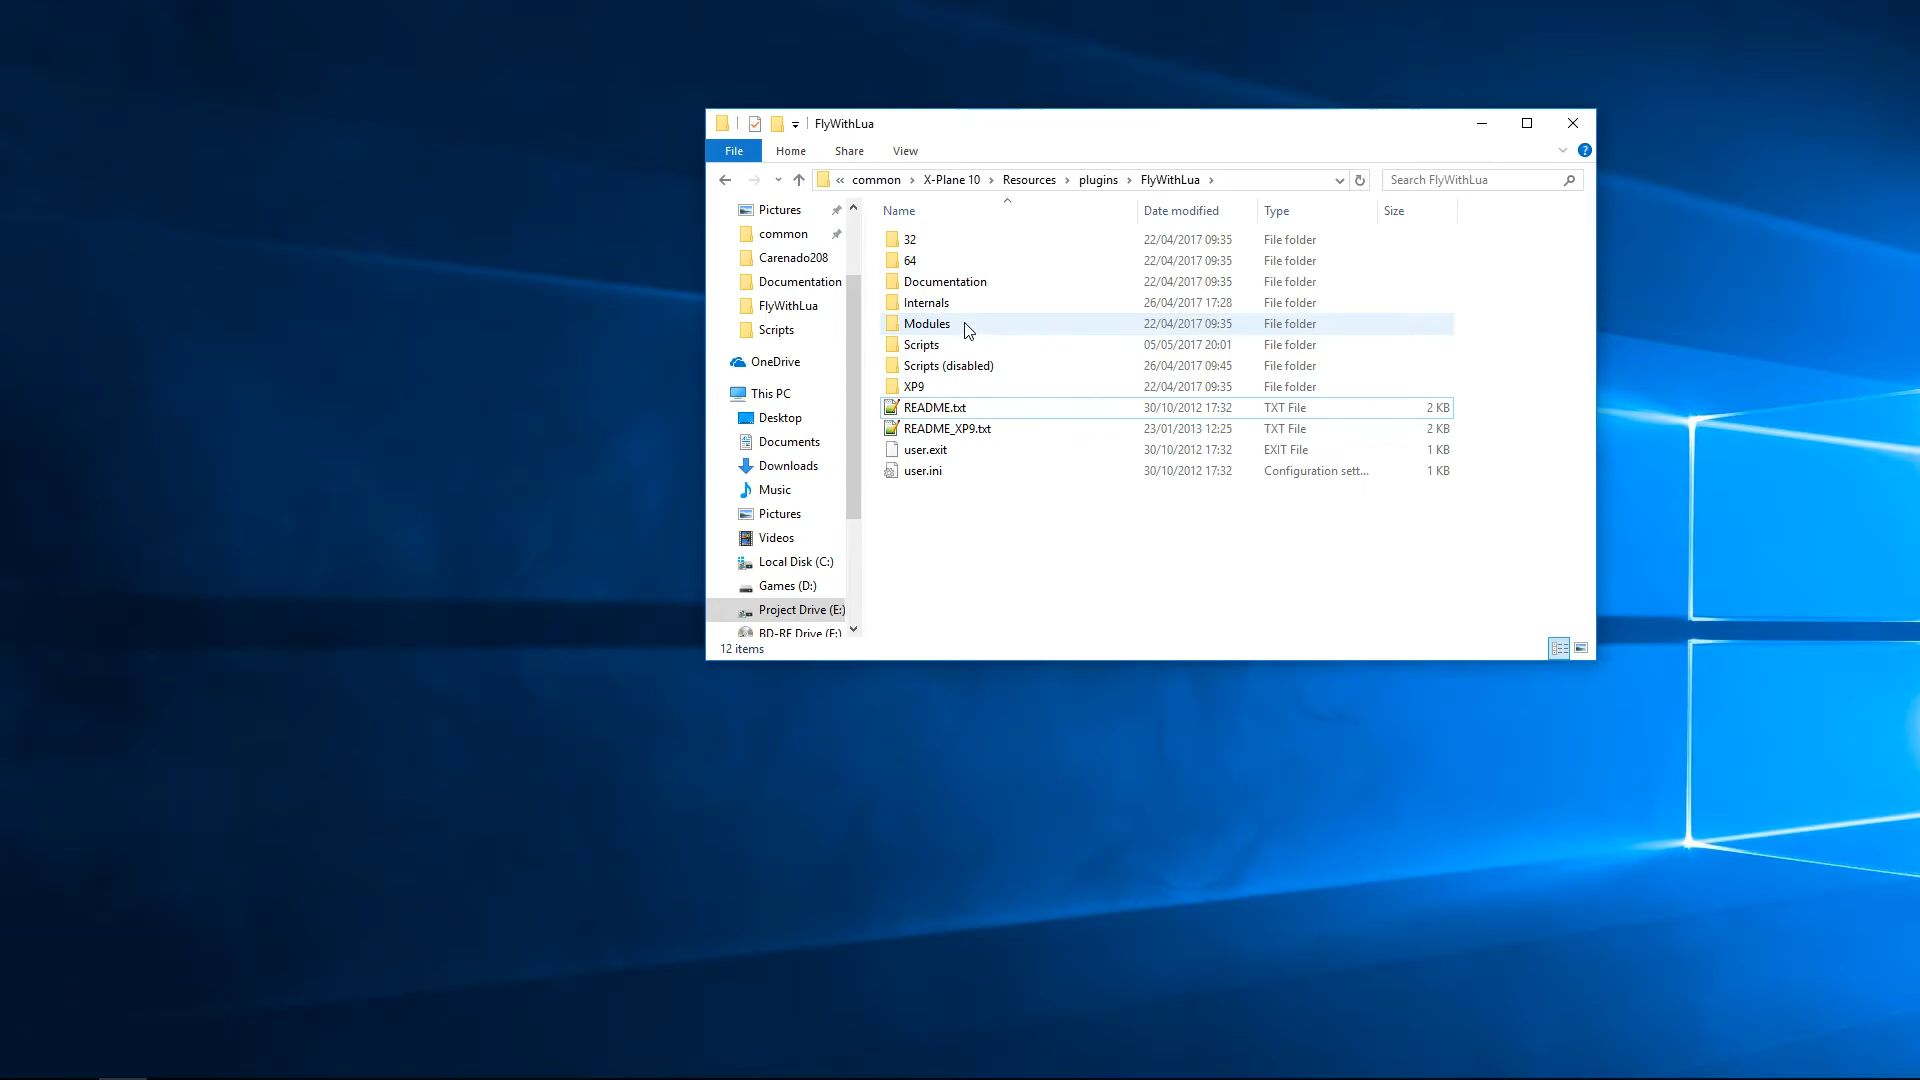 FlyWithLua
File Home Share View
« common > X-Plane 10 > Resources > plugins > FlyWithLua > Search FlyWithLua
Name Date modified Type Size
Pictures
common
Carenado208
Documentation
FlyWithLua
Scripts
OneDrive
This PC
Desktop
Documents
Downloads
Music
Pictures
Videos
Local Disk (C:)
Games (D:)
Project Drive (E:)
BD-RE Drive (F:)
32 22/04/2017 09:35 File folder
64 22/04/2017 09:35 File folder
Documentation 22/04/2017 09:35 File folder
Internals 26/04/2017 17:28 File folder
Modules 22/04/2017 09:35 File folder
Scripts 05/05/2017 20:01 File folder
Scripts (disabled) 26/04/2017 09:45 File folder
XP9 22/04/2017 09:35 File folder
README.txt 30/10/2012 17:32 TXT File 2 KB
README_XP9.txt 23/01/2013 12:25 TXT File 2 KB
user.exit 30/10/2012 17:32 EXIT File 1 KB
user.ini 30/10/2012 17:32 Configuration sett... 1 KB
12 items